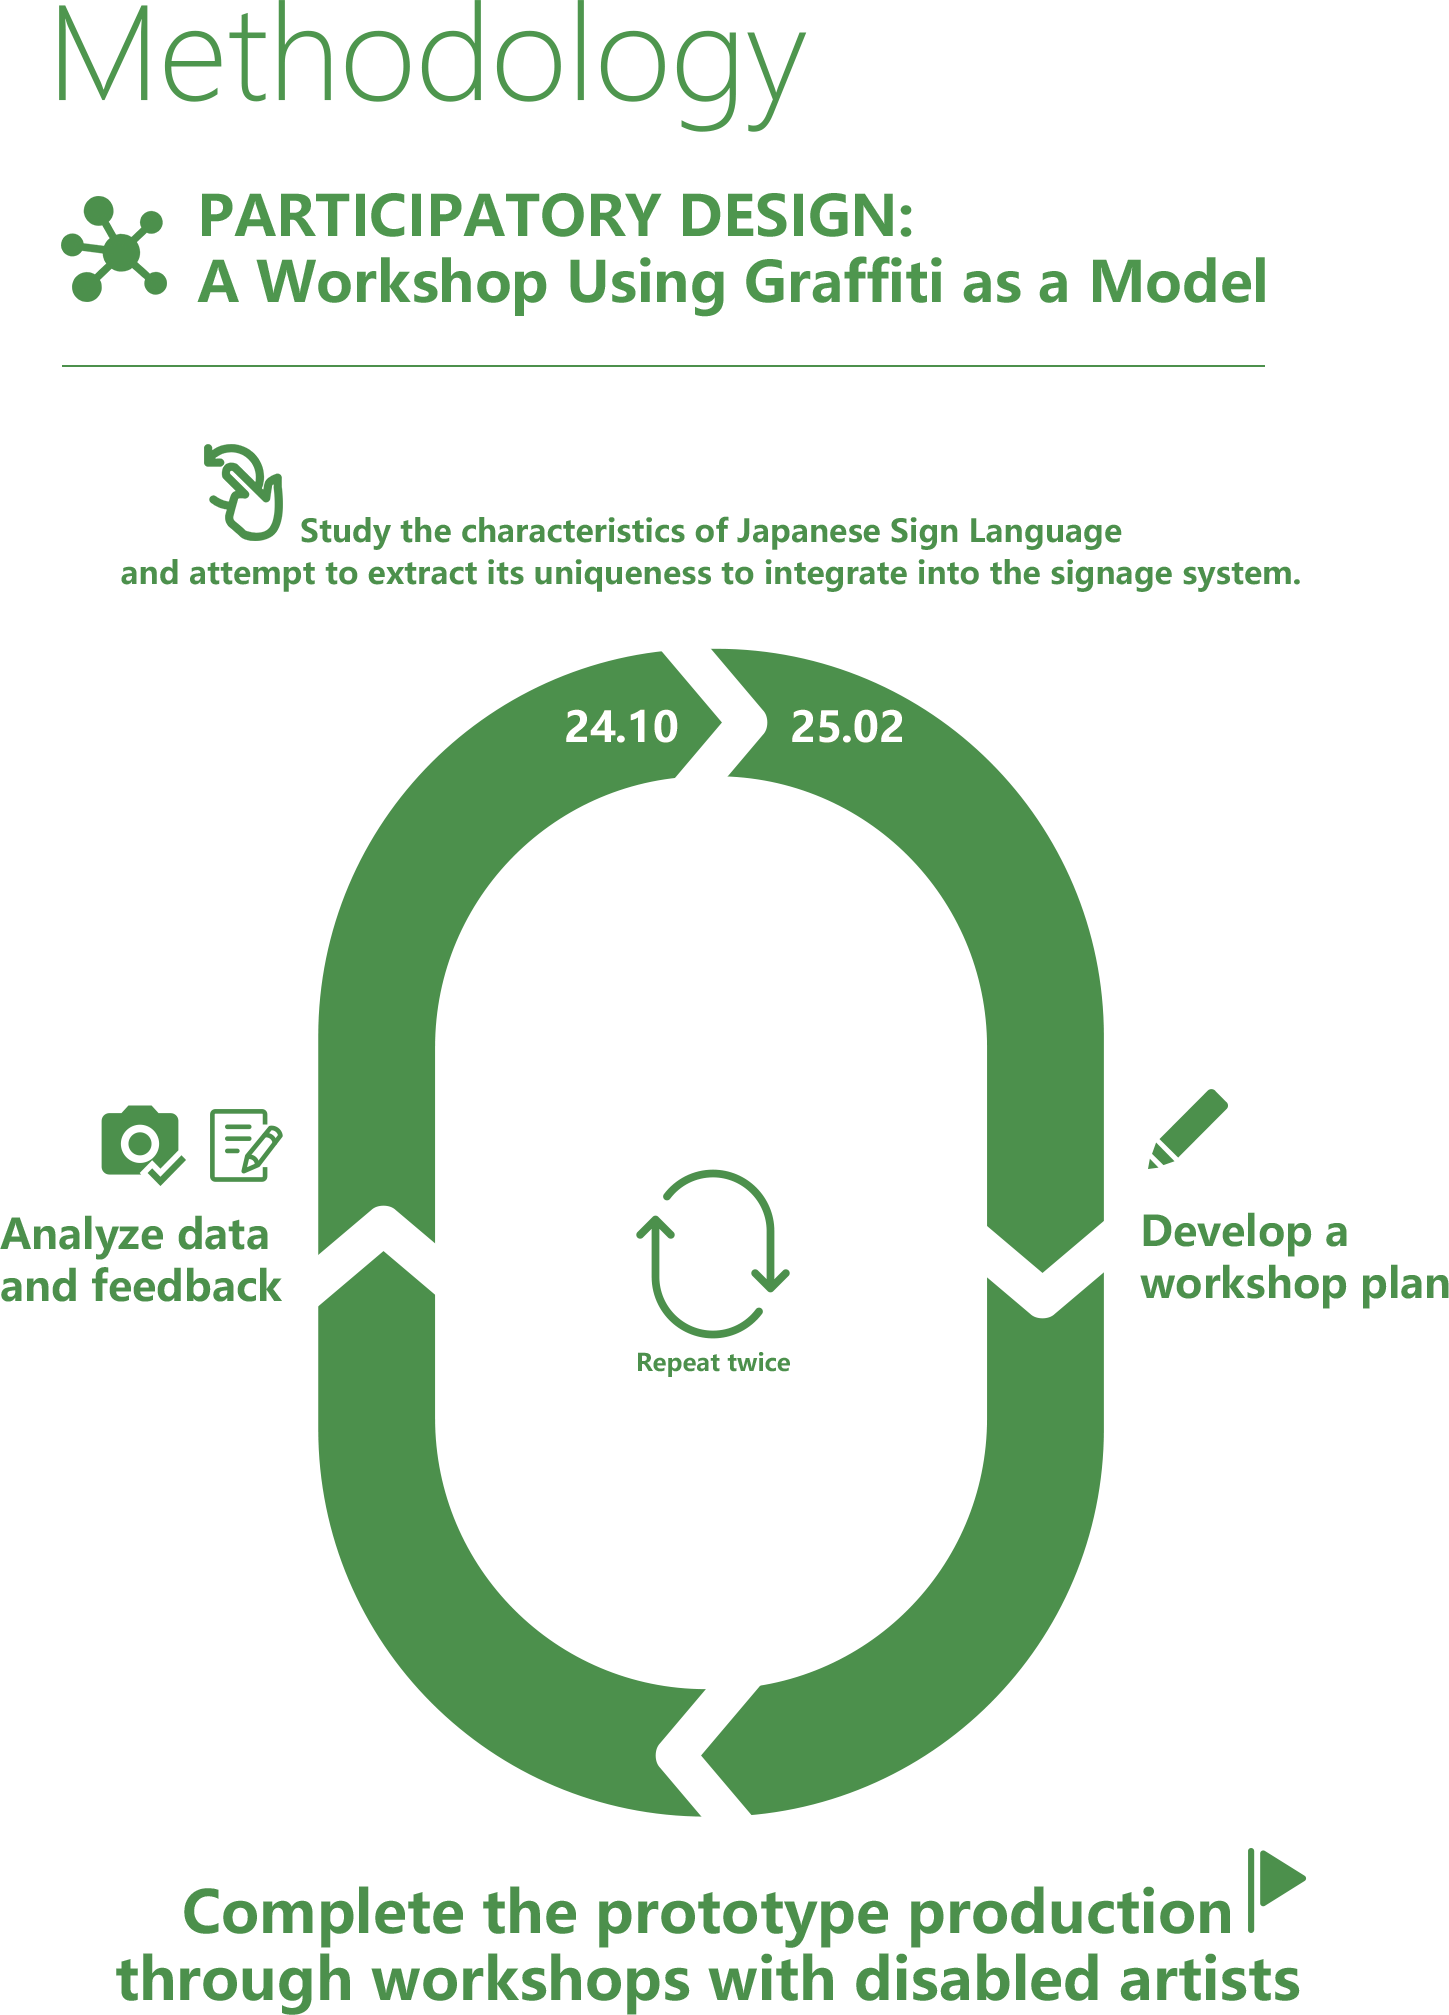 Methodology
PARTICIPATORY DESIGN:
A Workshop Using Graffiti as a Model
Study the characteristics of Japanese Sign Language
and attempt to extract its uniqueness to integrate into the signage system.
24.10
25.02
Analyze data
and feedback
Develop a
workshop plan
Repeat twice
Complete the prototype production
through workshops with disabled artists